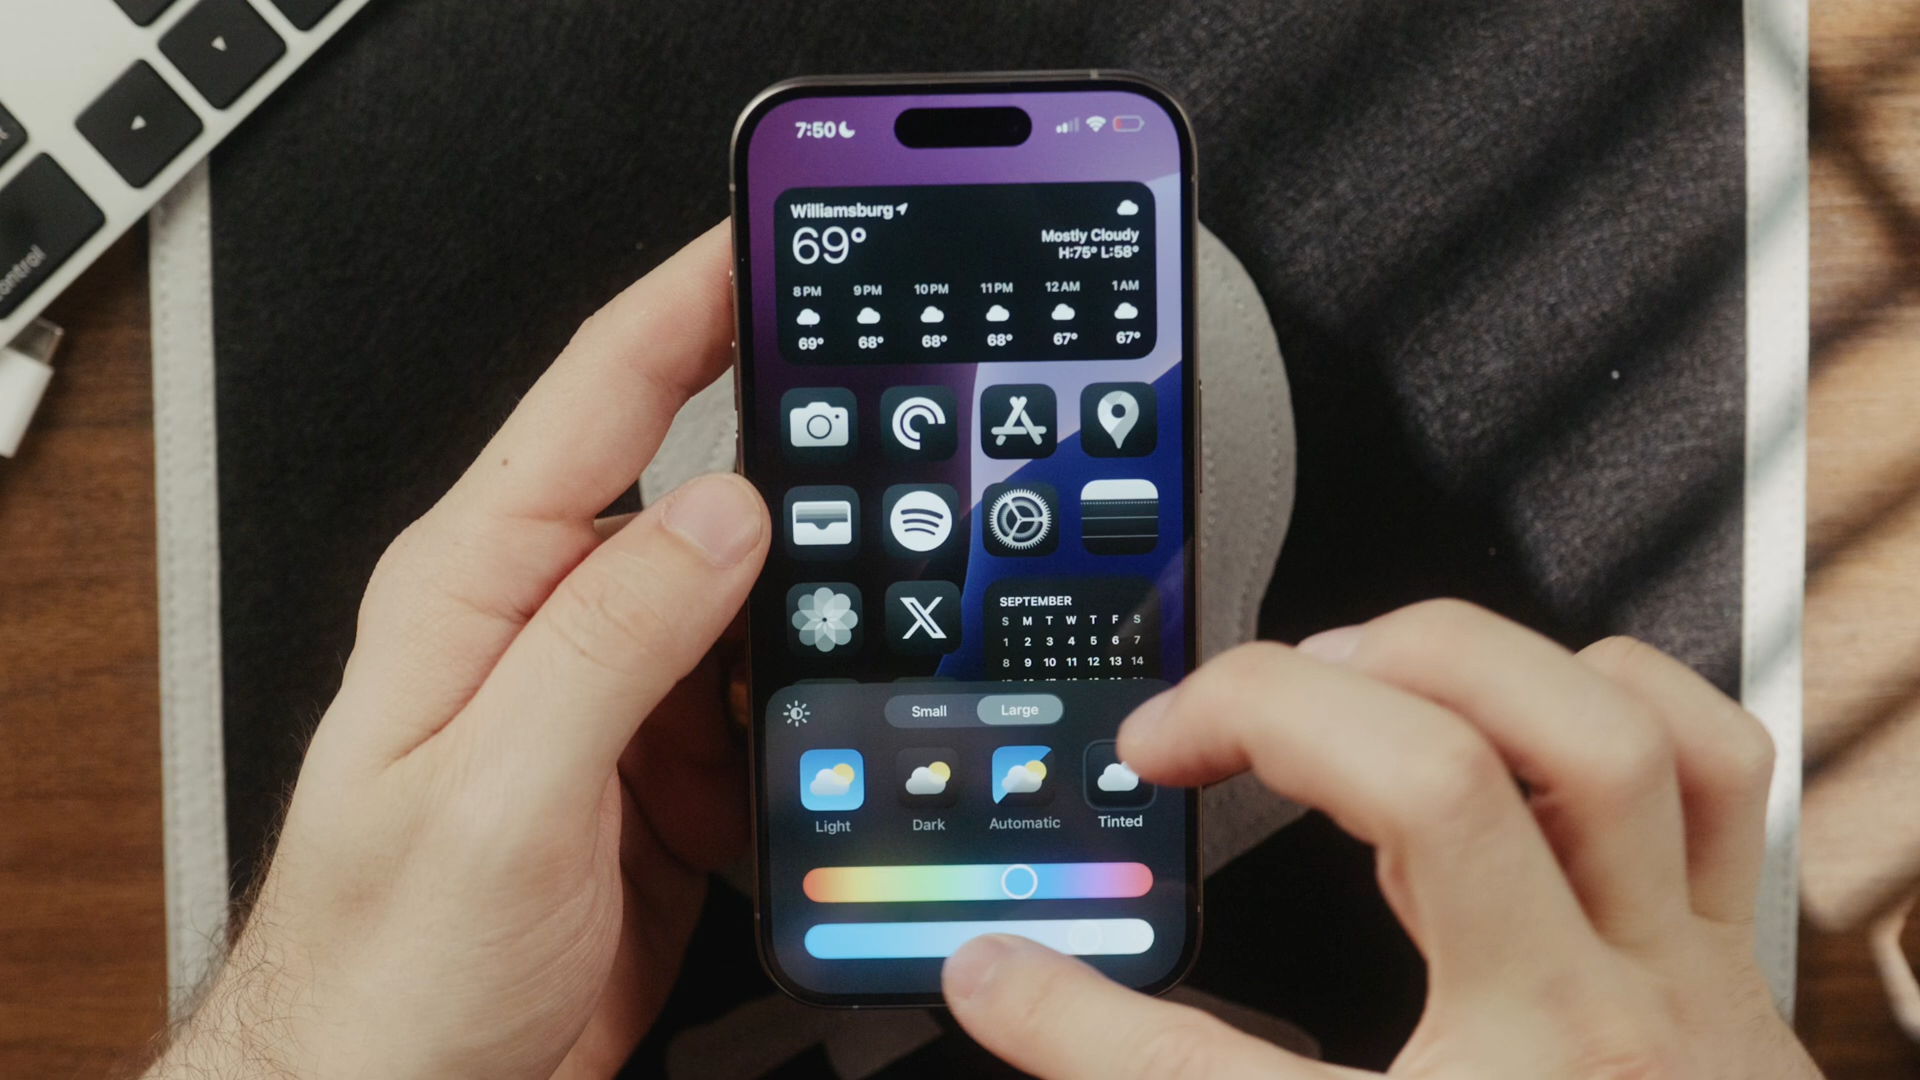 7:50
Williamsburg
69°
Mostly Cloudy
H:75° L:58°
8 PM 9 PM 10 PM 11 PM 12 AM 1 AM
69° 68° 68° 68° 67° 67°
SEPTEMBER
S M T W T F S
1 2 3 4 5 6 7
8 9 10 11 12 13 14
Small Large
Light Dark Automatic Tinted
control